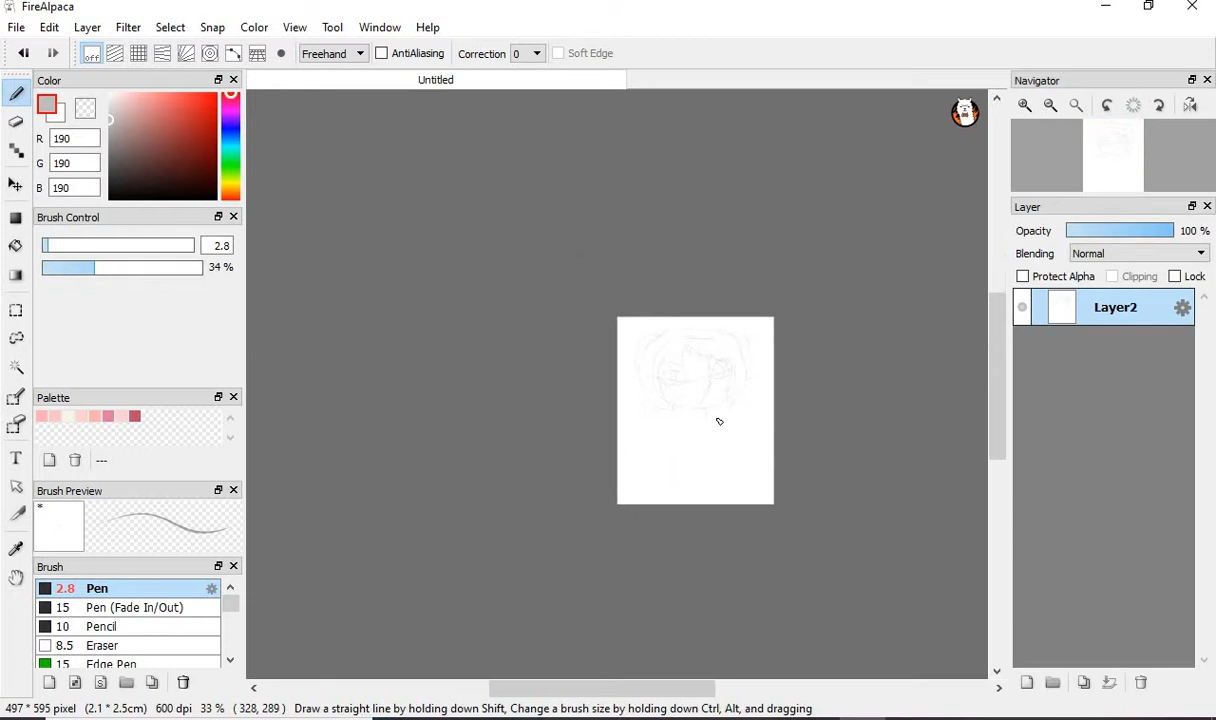 FireAlpaca
File Edit Layer Filter Select Snap Color View Tool Window Help
off Freehand AntiAliasing Correction 0 Soft Edge
Untitled
Color
R 190
G 190
B 190
Brush Control
2.8
34 %
Palette
---
Brush Preview
*
Brush
2.8 Pen
15 Pen (Fade In/Out)
10 Pencil
8.5 Eraser
15 Edge Pen
Navigator
Layer
Opacity 100 %
Blending Normal
Protect Alpha Clipping Lock
Layer2
497 * 595 pixel (2.1 * 2.5cm) 600 dpi 33 % ( 328, 289 ) Draw a straight line by holding down Shift, Change a brush size by holding down Ctrl, Alt, and dragging